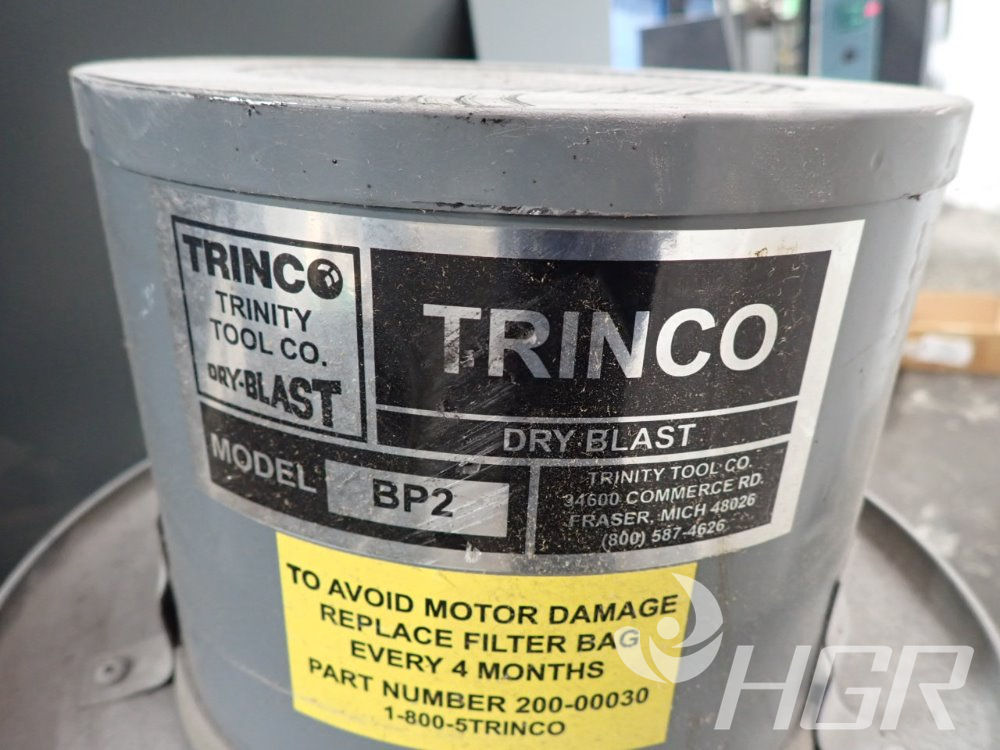 TRINCO
TRINITY
TOOL CO.
DRY-BLAST
TRINCO
DRY BLAST
MODEL BP2
TRINITY TOOL CO.
34600 COMMERCE RD.
FRASER, MICH 48026
(800) 587-4626
TO AVOID MOTOR DAMAGE
REPLACE FILTER BAG
EVERY 4 MONTHS
PART NUMBER 200-00030
1-800-5TRINCO
HGR